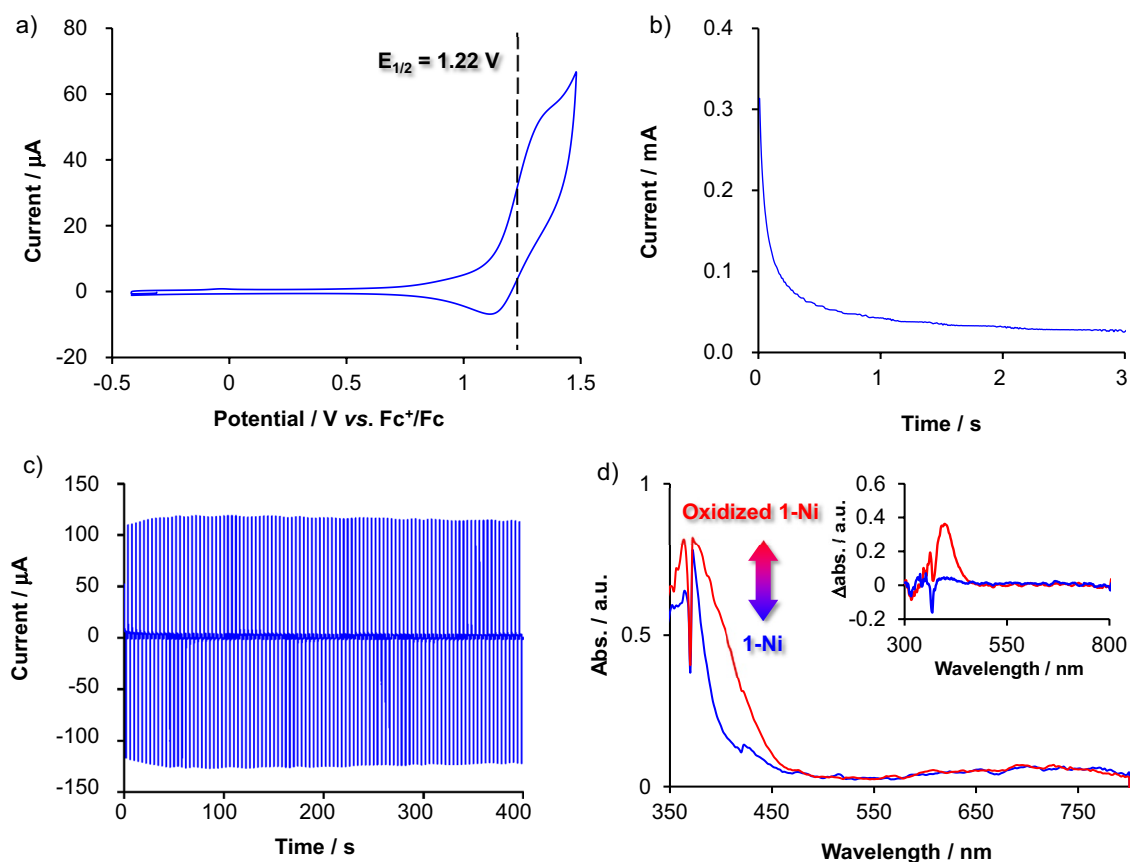 a)
E1/2 = 1.22 V
80
60
40
20
0
-20
-0.5
0
0.5
1
1.5
Current / μA
Potential / V vs. Fc⁺/Fc
b)
0.4
0.3
0.2
0.1
0.0
0
1
2
3
Current / mA
Time / s
c)
150
100
50
0
-50
-100
-150
0
100
200
300
400
Current / μA
Time / s
d)
1
0.5
0
350
450
550
650
750
Abs. / a.u.
Wavelength / nm
Oxidized 1-Ni
1-Ni
0.6
0.4
0.2
0
-0.2
300
550
800
Δabs. / a.u.
Wavelength / nm